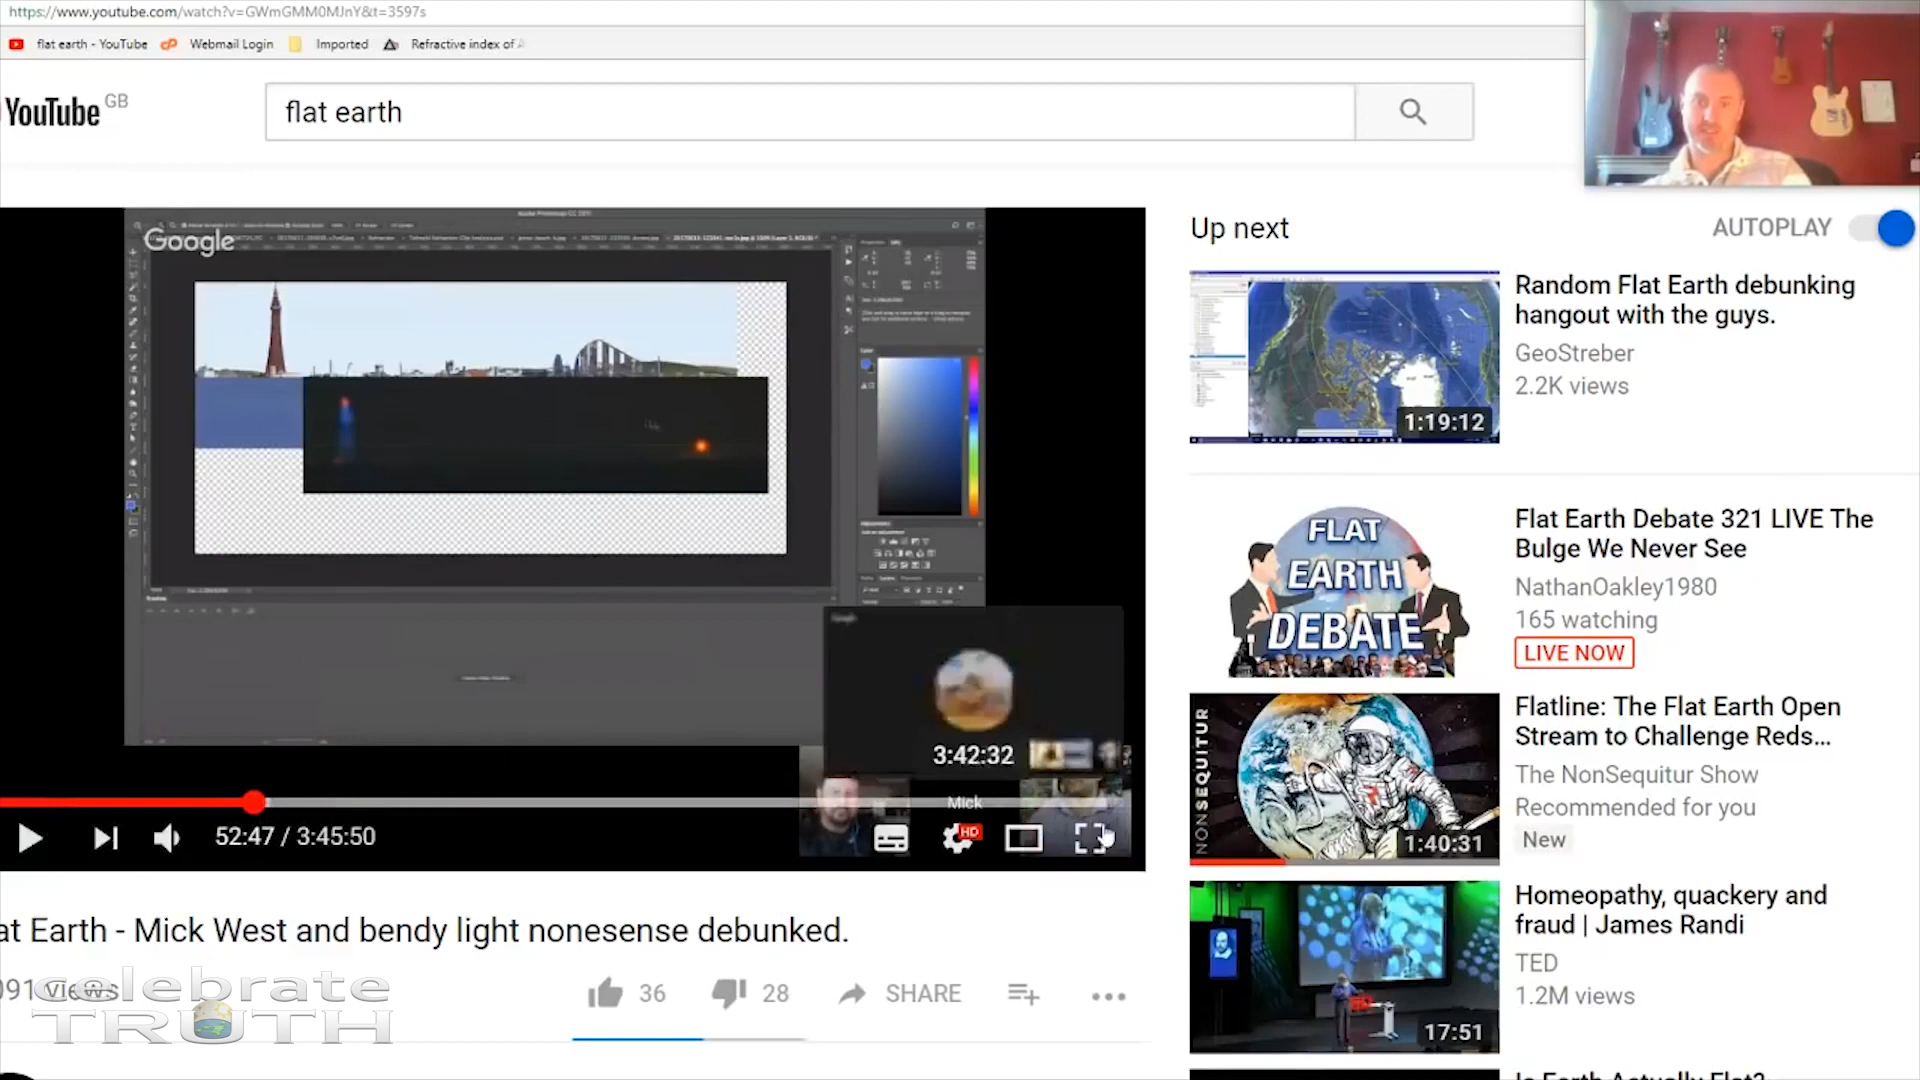 https://www.youtube.com/watch?v=GWmGMM0MJnY&t=3597s
flat earth - YouTube
Webmail Login
Imported
Refractive index of
YouTube GB
flat earth
Up next
AUTOPLAY
Google
Random Flat Earth debunking
hangout with the guys.
GeoStreber
2.2K views
1:19:12
FLAT
EARTH
DEBATE
Flat Earth Debate 321 LIVE The
Bulge We Never See
NathanOakley1980
165 watching
LIVE NOW
NONSEQUITUR
Flatline: The Flat Earth Open
Stream to Challenge Reds...
The NonSequitur Show
Recommended for you
New
1:40:31
3:42:32
Mick
52:47 / 3:45:50
HD
at Earth - Mick West and bendy light nonesense debunked.
091 views
36
28
SHARE
celebrate
TRUTH
Homeopathy, quackery and
fraud | James Randi
TED
1.2M views
17:51
Is Earth Actually Flat?